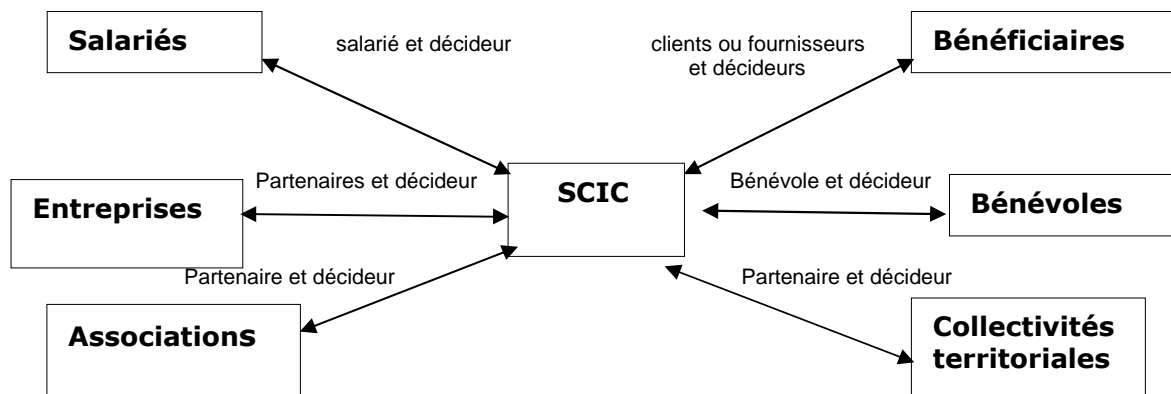 Salariés
salarié et décideur
clients ou fournisseurs
et décideurs
Bénéficiaires
Entreprises
Partenaires et décideur
SCIC
Bénévole et décideur
Bénévoles
Associations
Partenaire et décideur
Partenaire et décideur
Collectivités
territoriales